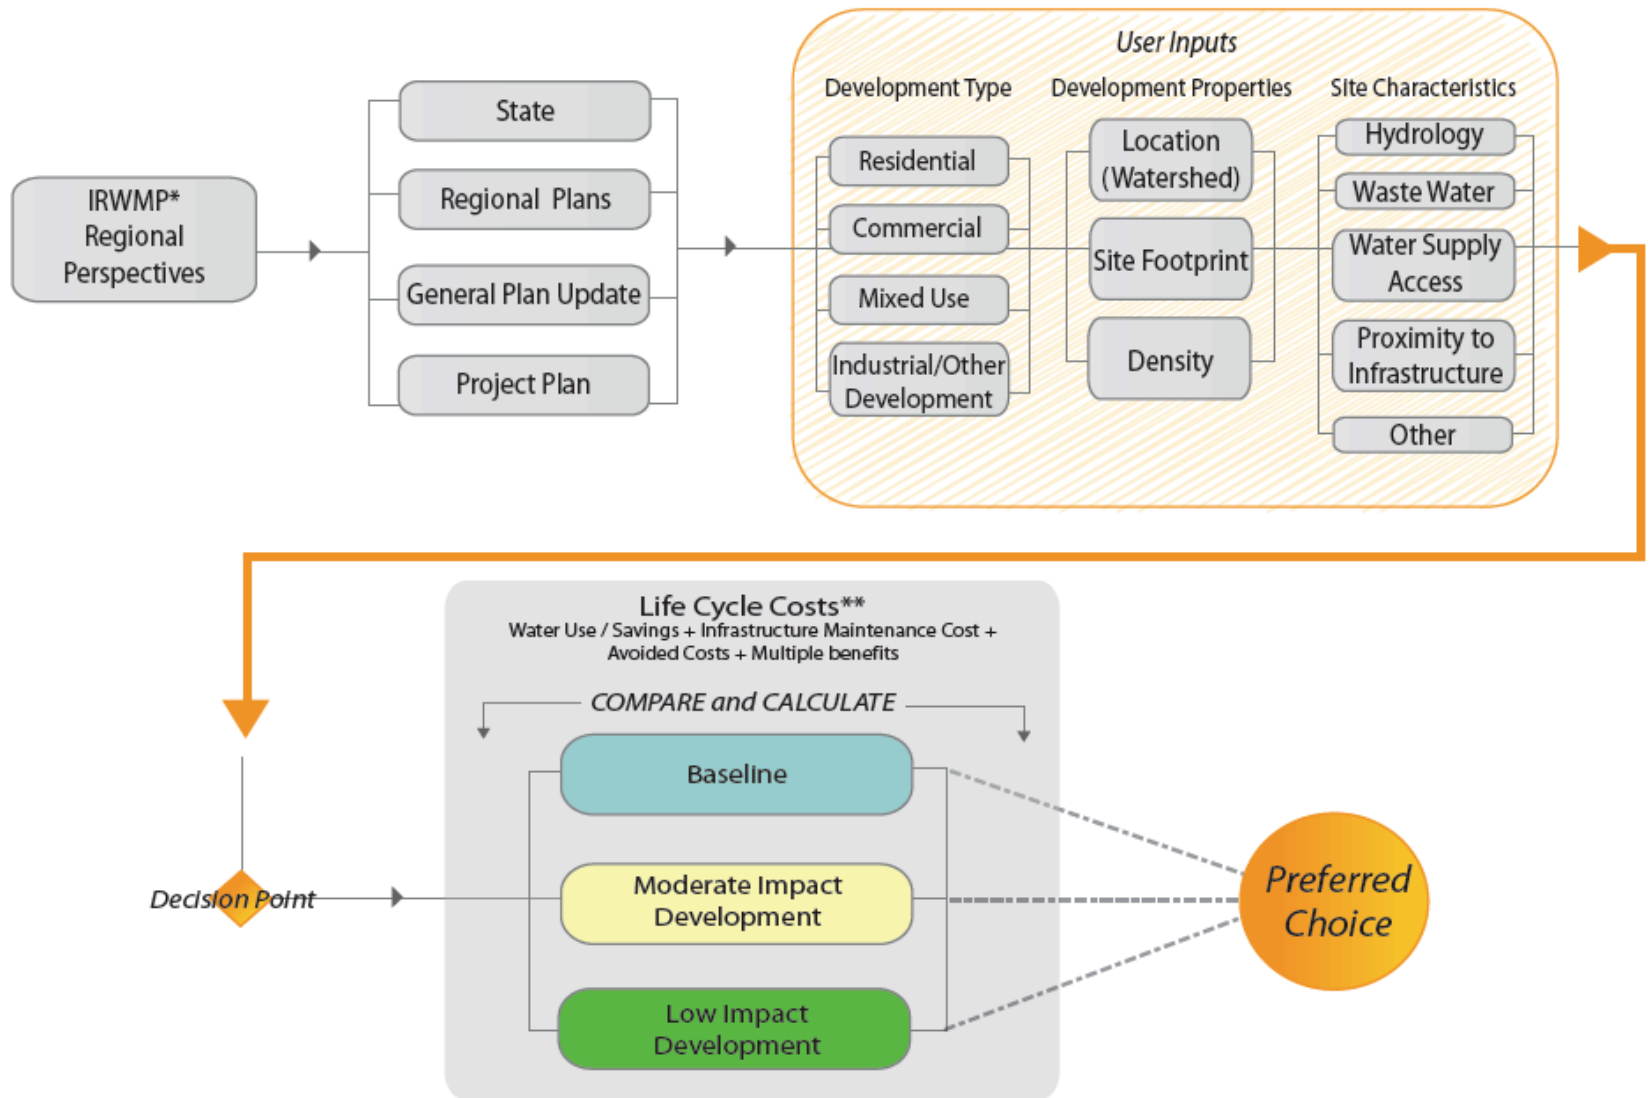 IRWMP*
Regional
Perspectives
State
Regional Plans
General Plan Update
Project Plan
User Inputs
Development Type
Residential
Commercial
Mixed Use
Industrial/Other
Development
Development Properties
Location
(Watershed)
Site Footprint
Density
Site Characteristics
Hydrology
Waste Water
Water Supply
Access
Proximity to
Infrastructure
Other
Decision Point
Life Cycle Costs**
Water Use / Savings + Infrastructure Maintenance Cost +
Avoided Costs + Multiple benefits
COMPARE and CALCULATE
Baseline
Moderate Impact
Development
Low Impact
Development
Preferred
Choice